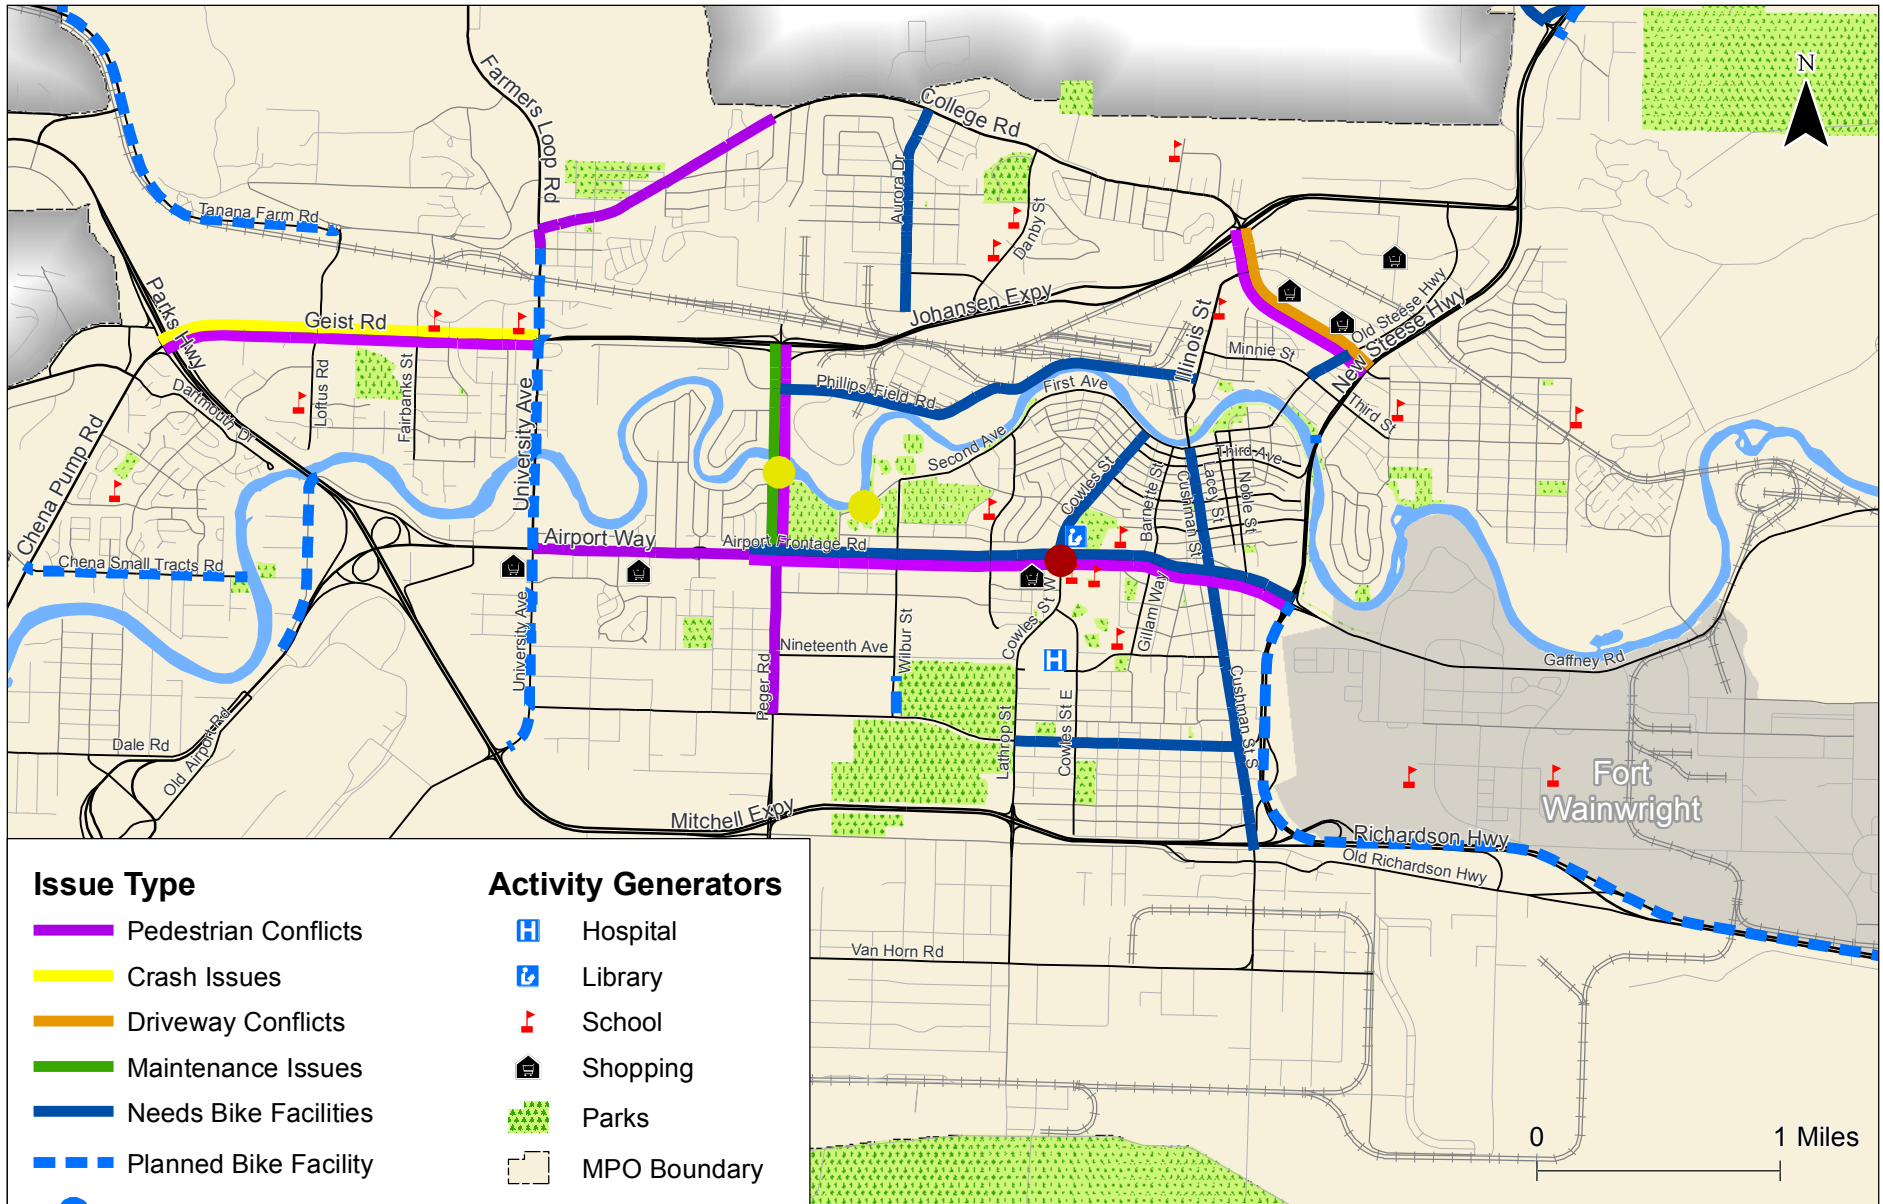 N
College Rd
Farmers Loop Rd
Aurora Dr
Danby St
Tanana Farm Rd
Parks Hwy
Geist Rd
Johansen Expy
Illinois St
Old Steese Hwy
New Steese Hwy
Minnie St
Third St
Loftus Rd
Fairbanks St
Dartmouth Dr
University Ave
Phillips Field Rd
First Ave
Second Ave
Third Ave
Chena Pump Rd
Cowles St
Barnette St
Cushman St
Lacey St
Noble St
Airport Way
Airport Frontage Rd
Chena Small Tracts Rd
University Ave
Nineteenth Ave
Wilbur St
Cowles St W
Gillam Way
Peger Rd
Gaffney Rd
Cushman St S
Lathrop St
Cowles St E
Dale Rd
Old Airport Rd
Mitchell Expy
Fort
Wainwright
Richardson Hwy
Old Richardson Hwy
Van Horn Rd
H
Issue Type
Pedestrian Conflicts
Crash Issues
Driveway Conflicts
Maintenance Issues
Needs Bike Facilities
Planned Bike Facility
Activity Generators
H Hospital
Library
School
Shopping
Parks
MPO Boundary
0 1 Miles